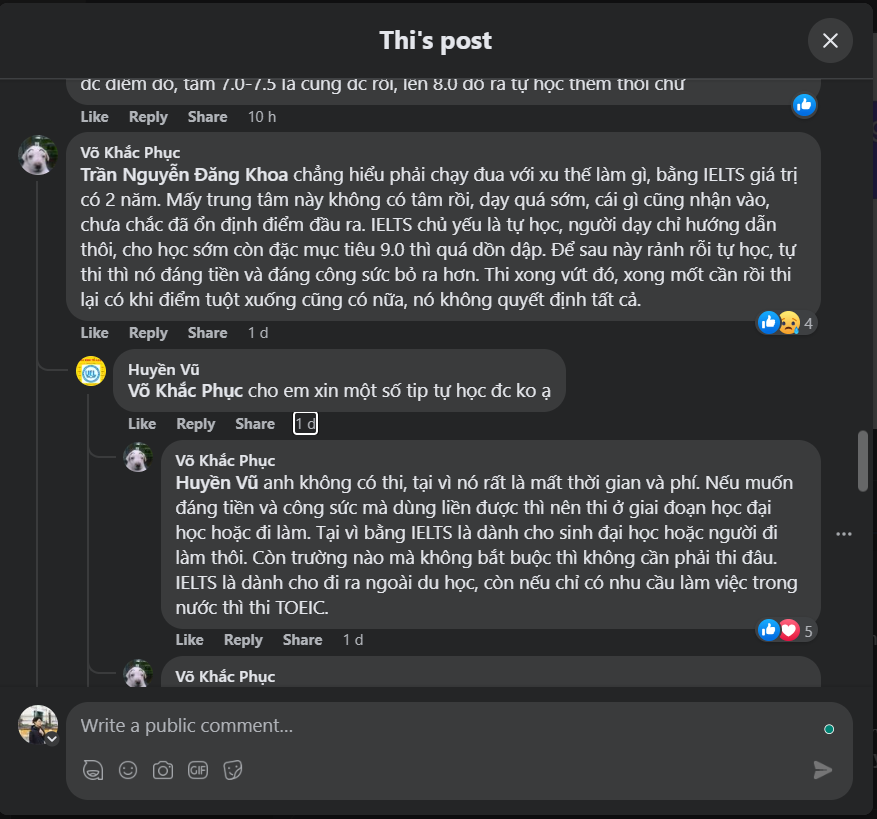 Thi's post
đc điểm đó, tầm 7.0-7.5 là cũng đc rồi, lên 8.0 đồ ra tự học thêm thôi chứ
Like Reply Share 10 h
Võ Khắc Phục
Trần Nguyễn Đăng Khoa chẳng hiểu phải chạy đua với xu thế làm gì, bằng IELTS giá trị
có 2 năm. Mấy trung tâm này không có tâm rồi, dạy quá sớm, cái gì cũng nhận vào,
chưa chắc đã ổn định điểm đầu ra. IELTS chủ yếu là tự học, người dạy chỉ hướng dẫn
thôi, cho học sớm còn đặc mục tiêu 9.0 thì quá dồn dập. Để sau này rảnh rỗi tự học, tự
thi thì nó đáng tiền và đáng công sức bỏ ra hơn. Thi xong vứt đó, xong mốt cần rồi thi
lại có khi điểm tuột xuống cũng có nữa, nó không quyết định tất cả.
4
Like Reply Share 1 d
Huyền Vũ
Võ Khắc Phục cho em xin một số tip tự học đc ko ạ
Like Reply Share 1 d
Võ Khắc Phục
Huyền Vũ anh không có thi, tại vì nó rất là mất thời gian và phí. Nếu muốn
đáng tiền và công sức mà dùng liền được thì nên thi ở giai đoạn học đại
học hoặc đi làm. Tại vì bằng IELTS là dành cho sinh đại học hoặc người đi
làm thôi. Còn trường nào mà không bắt buộc thì không cần phải thi đâu.
IELTS là dành cho đi ra ngoài du học, còn nếu chỉ có nhu cầu làm việc trong
nước thì thi TOEIC.
5
Like Reply Share 1 d
Võ Khắc Phục
Write a public comment...
GIF